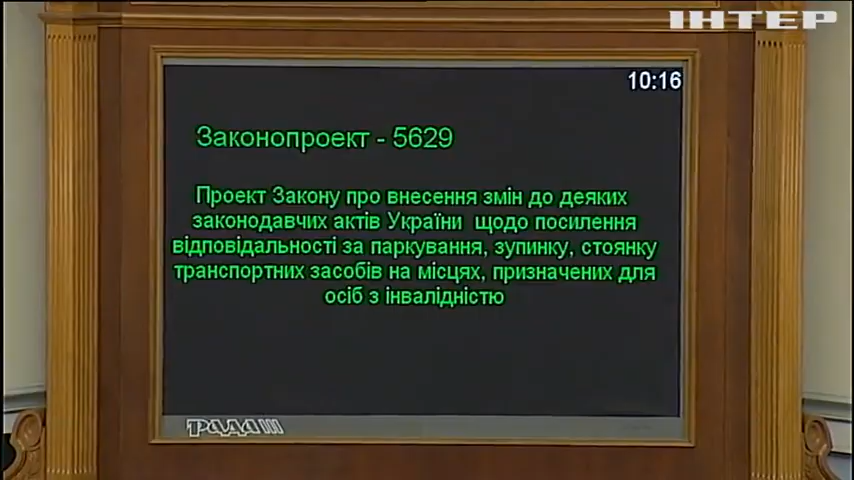 ІНТЕР
10:16
Законопроект - 5629
Проект Закону про внесення змін до деяких
законодавчих актів України щодо посилення
відповідальності за паркування, зупинку, стоянку
транспортних засобів на місцях, призначених для
осіб з інвалідністю
РАДА